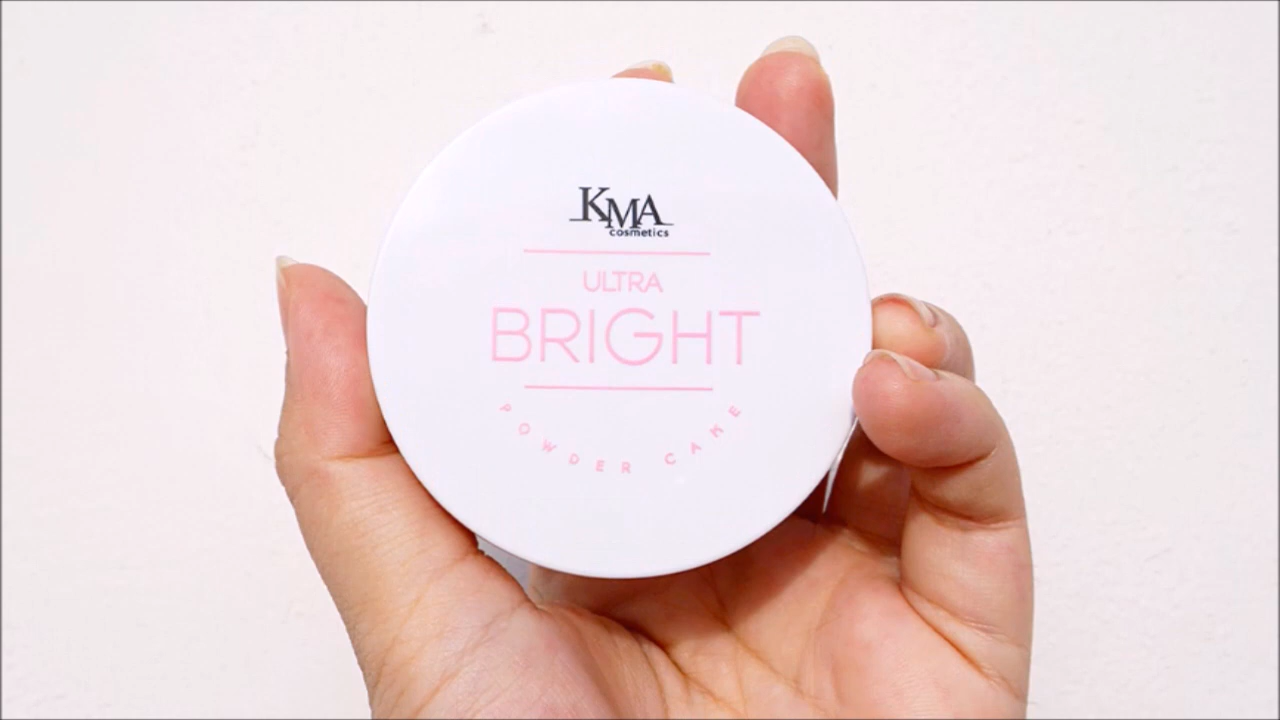 KMA
cosmetics
ULTRA
BRIGHT
POWDER CAKE